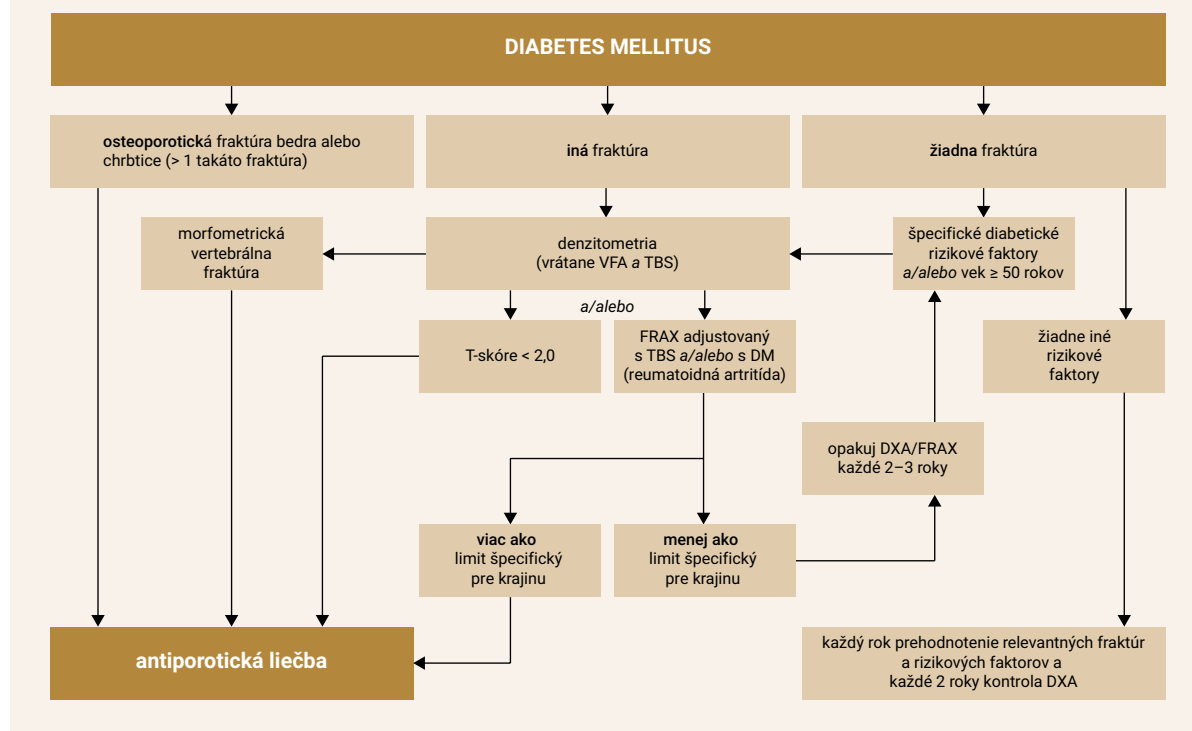 DIABETES MELLITUS
osteoporotická fraktúra bedra alebo
chrbtice (> 1 takáto fraktúra)
iná fraktúra
žiadna fraktúra
morfometrická
vertebrálna
fraktúra
denzitometria
(vrátane VFA a TBS)
špecifické diabetické
rizikové faktory
a/alebo vek ≥ 50 rokov
a/alebo
T-skóre < 2,0
FRAX adjustovaný
s TBS a/alebo s DM
(reumatoidná artritída)
žiadne iné
rizikové
faktory
opakuj DXA/FRAX
každé 2–3 roky
viac ako
limit špecifický
pre krajinu
menej ako
limit špecifický
pre krajinu
antiporotická liečba
každý rok prehodnotenie relevantných fraktúr
a rizikových faktorov a
každé 2 roky kontrola DXA